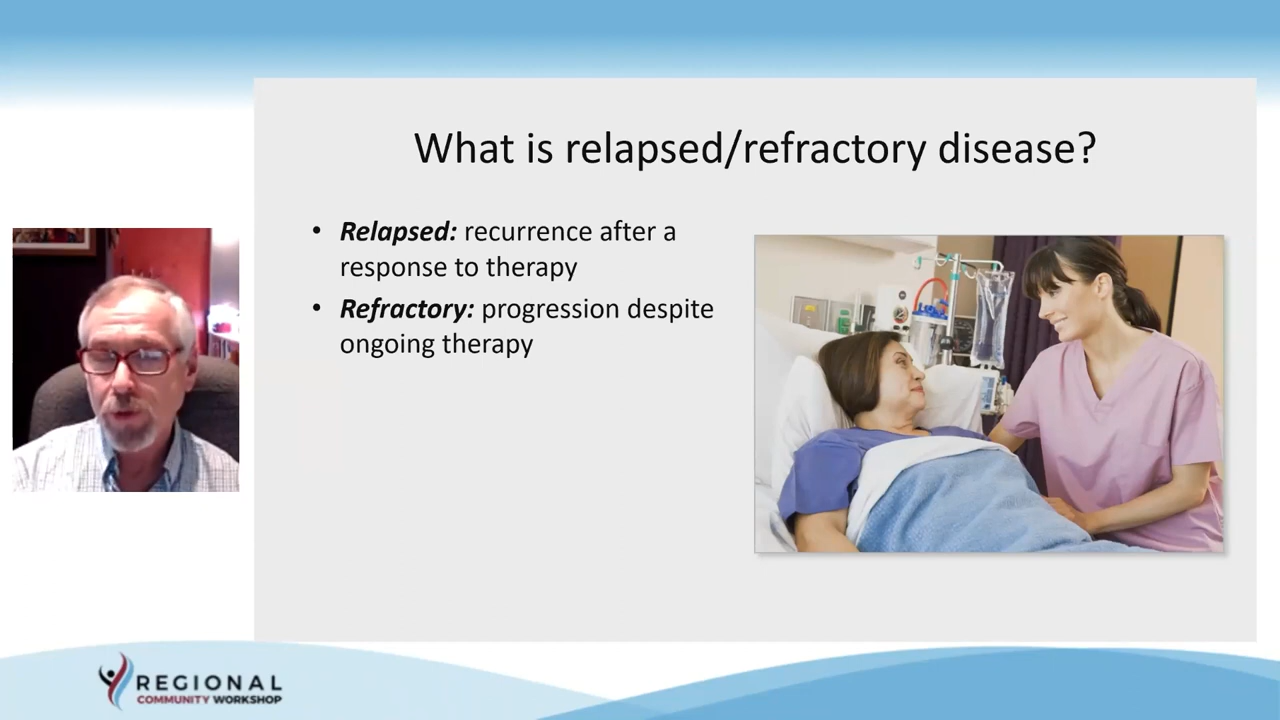 What is relapsed/refractory disease?
• Relapsed: recurrence after a
response to therapy
• Refractory: progression despite
ongoing therapy
REGIONAL
COMMUNITY WORKSHOP